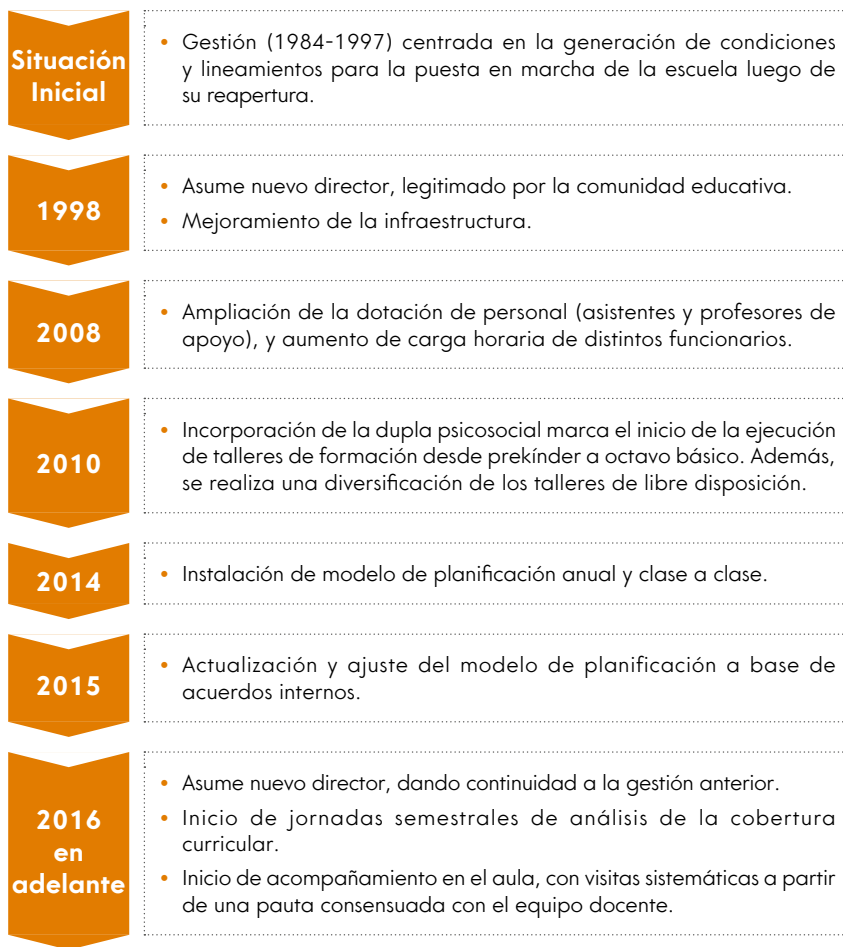 Situación
Inicial
• Gestión (1984-1997) centrada en la generación de condiciones
y lineamientos para la puesta en marcha de la escuela luego de
su reapertura.
1998
• Asume nuevo director, legitimado por la comunidad educativa.
• Mejoramiento de la infraestructura.
2008
• Ampliación de la dotación de personal (asistentes y profesores de
apoyo), y aumento de carga horaria de distintos funcionarios.
2010
• Incorporación de la dupla psicosocial marca el inicio de la ejecución
de talleres de formación desde prekínder a octavo básico. Además,
se realiza una diversificación de los talleres de libre disposición.
2014
• Instalación de modelo de planificación anual y clase a clase.
2015
• Actualización y ajuste del modelo de planificación a base de
acuerdos internos.
2016
en
adelante
• Asume nuevo director, dando continuidad a la gestión anterior.
• Inicio de jornadas semestrales de análisis de la cobertura
curricular.
• Inicio de acompañamiento en el aula, con visitas sistemáticas a partir
de una pauta consensuada con el equipo docente.